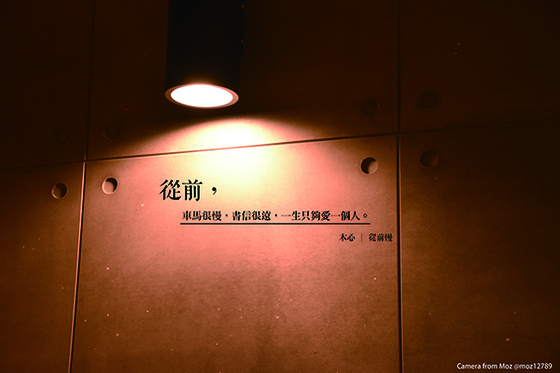 從前，
車馬很慢，書信很遠，一生只夠愛一個人。
木心｜從前慢
Camera from Moz @moz12789